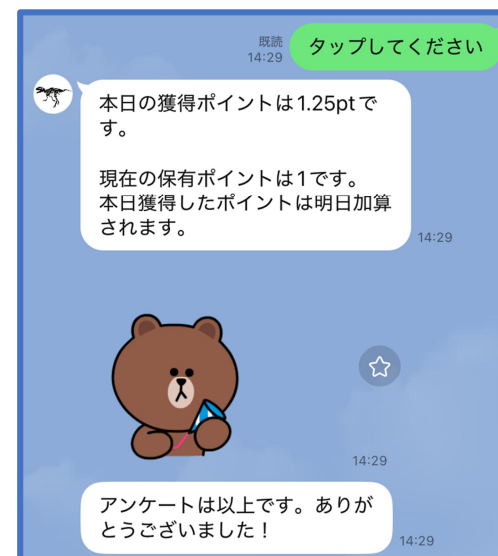 タップしてください
既読
14:29
本日の獲得ポイントは1.25ptで
す。
現在の保有ポイントは1です。
本日獲得したポイントは明日加算
されます。
14:29
14:29
アンケートは以上です。ありが
とうございました！
14:29